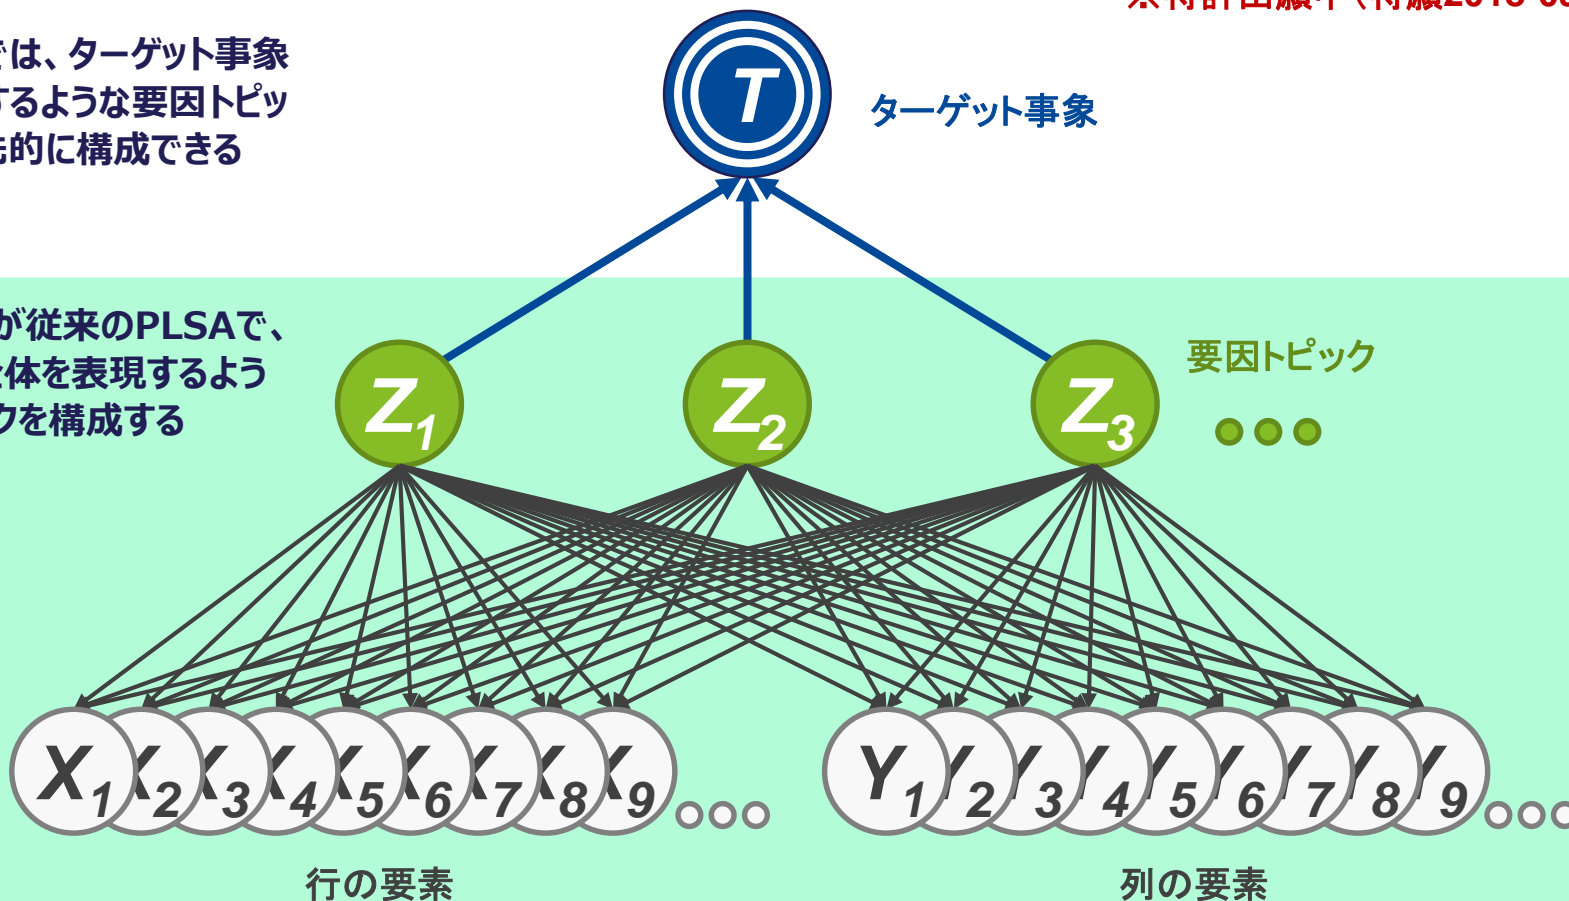 では、ターゲット事象
するような要因トピッ
的に構成できる
T
ターゲット事象
が従来のPLSAで、
体を表現するよう
クを構成する
Z1
Z2
Z3
要因トピック
X1 X2 X3 X4 X5 X6 X7 X8 X9
Y1 Y2 Y3 Y4 Y5 Y6 Y7 Y8 Y9
行の要素
列の要素